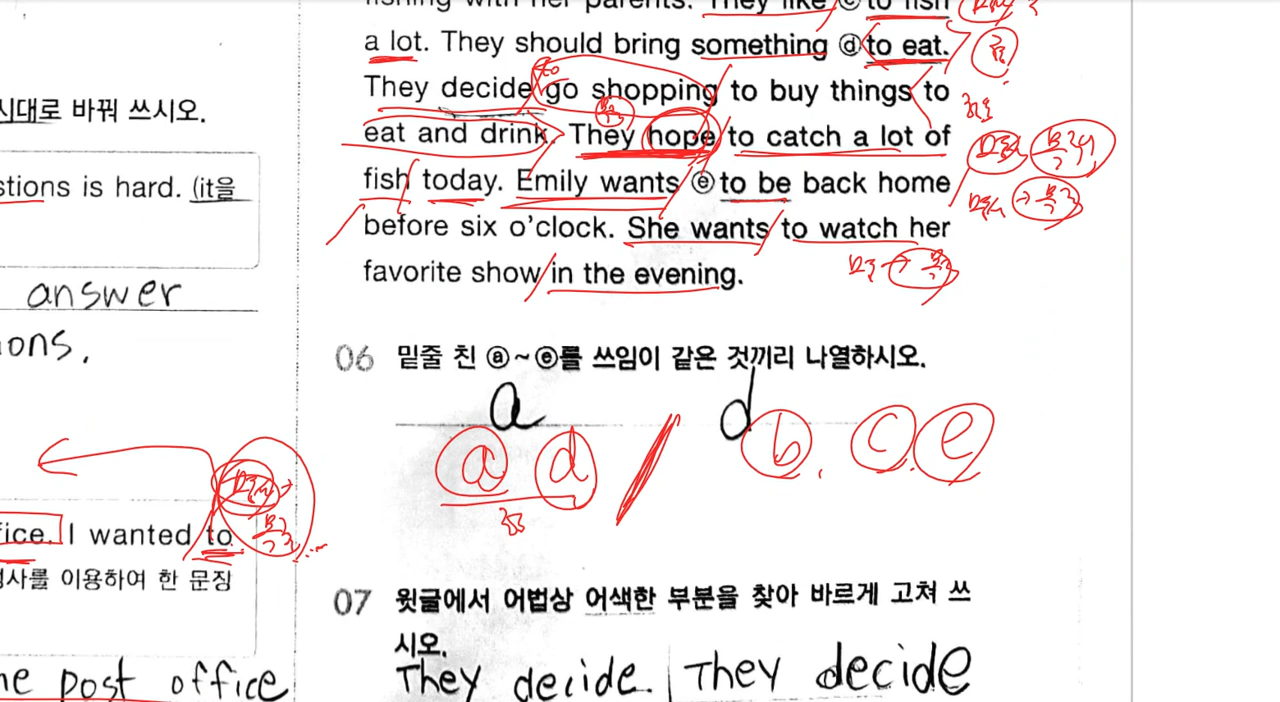 시대로 바꿔 쓰시오.
stions is hard. (it을
answer
ons.
fice. I wanted to
사를 이용하여 한 문장
post office
fishing with her parents. They like ⓒ to fish
a lot. They should bring something ⓓ to eat.
They decide go shopping to buy things to
to
eat and drink. They hope to catch a lot of
fish today. Emily wants ⓔ to be back home
before six o'clock. She wants to watch her
favorite show in the evening.
06 밑줄 친 ⓐ~ⓔ를 쓰임이 같은 것끼리 나열하시오.
a d
a d / b. c. e
07 윗글에서 어법상 어색한 부분을 찾아 바르게 고쳐 쓰
시오.
They decide. They decide